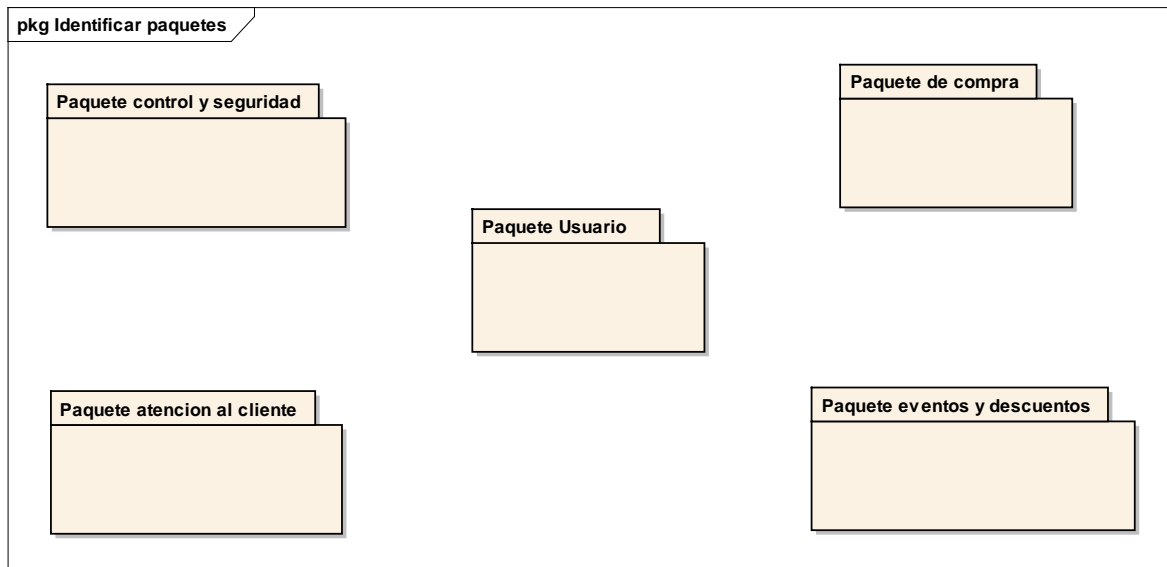 pkg Identificar paquetes
Paquete control y seguridad
Paquete de compra
Paquete Usuario
Paquete atencion al cliente
Paquete eventos y descuentos